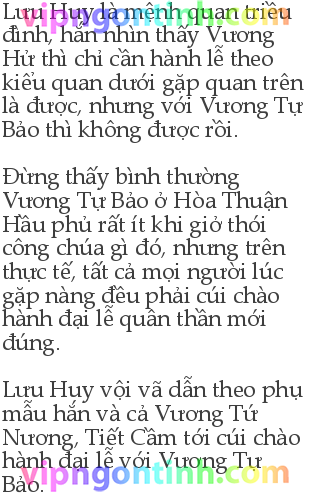 Lưu Huy là mệnh quan triều
đình, hắn nhìn thấy Vương
Hử thì chỉ cần hành lễ theo
kiểu quan dưới gặp quan trên
là được, nhưng với Vương Tự
Bảo thì không được rồi.
Đừng thấy bình thường
Vương Tự Bảo ở Hòa Thuận
Hầu phủ rất ít khi giở thói
công chúa gì đó, nhưng trên
thực tế, tất cả mọi người lúc
gặp nàng đều phải cúi chào
hành đại lễ quân thần mới
đúng.
Lưu Huy vội vã dẫn theo phụ
mẫu hắn và cả Vương Tứ
Nương, Tiết Cầm tới cúi chào
hành đại lễ với Vương Tự
Bảo.
vipngontinh.com
vipngontinh.com